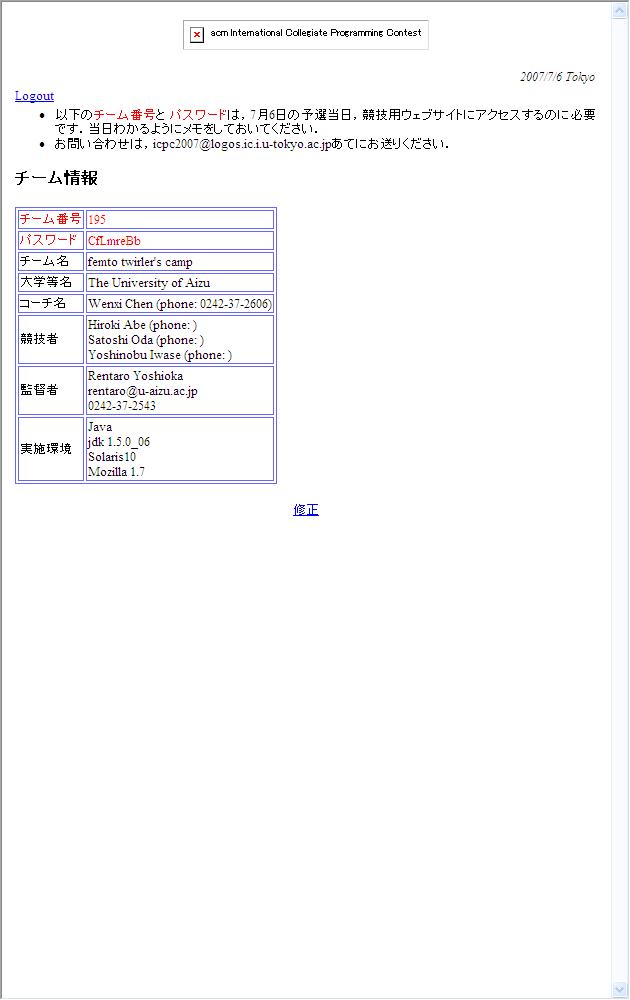 acm International Collegiate Programming Contest
2007/7/6 Tokyo
Logout
以下のチーム番号と パスワードは, 7月6日の予選当日, 競技用ウェブサイトにアクセスするのに必要
です. 当日わかるようにメモをしておいてください.
お問い合わせは, icpc2007@logos.ic.i.u-tokyo.ac.jpあてにお送りください.
チーム情報
チーム番号 195
パスワード CfLmreBb
チーム名 femto twirler's camp
大学等名 The University of Aizu
コーチ名 Wenxi Chen (phone: 0242-37-2606)
競技者 Hiroki Abe (phone: )
Satoshi Oda (phone: )
Yoshinobu Iwase (phone: )
監督者 Rentaro Yoshioka
rentaro@u-aizu.ac.jp
0242-37-2543
実施環境 Java
jdk 1.5.0_06
Solaris10
Mozilla 1.7
修正